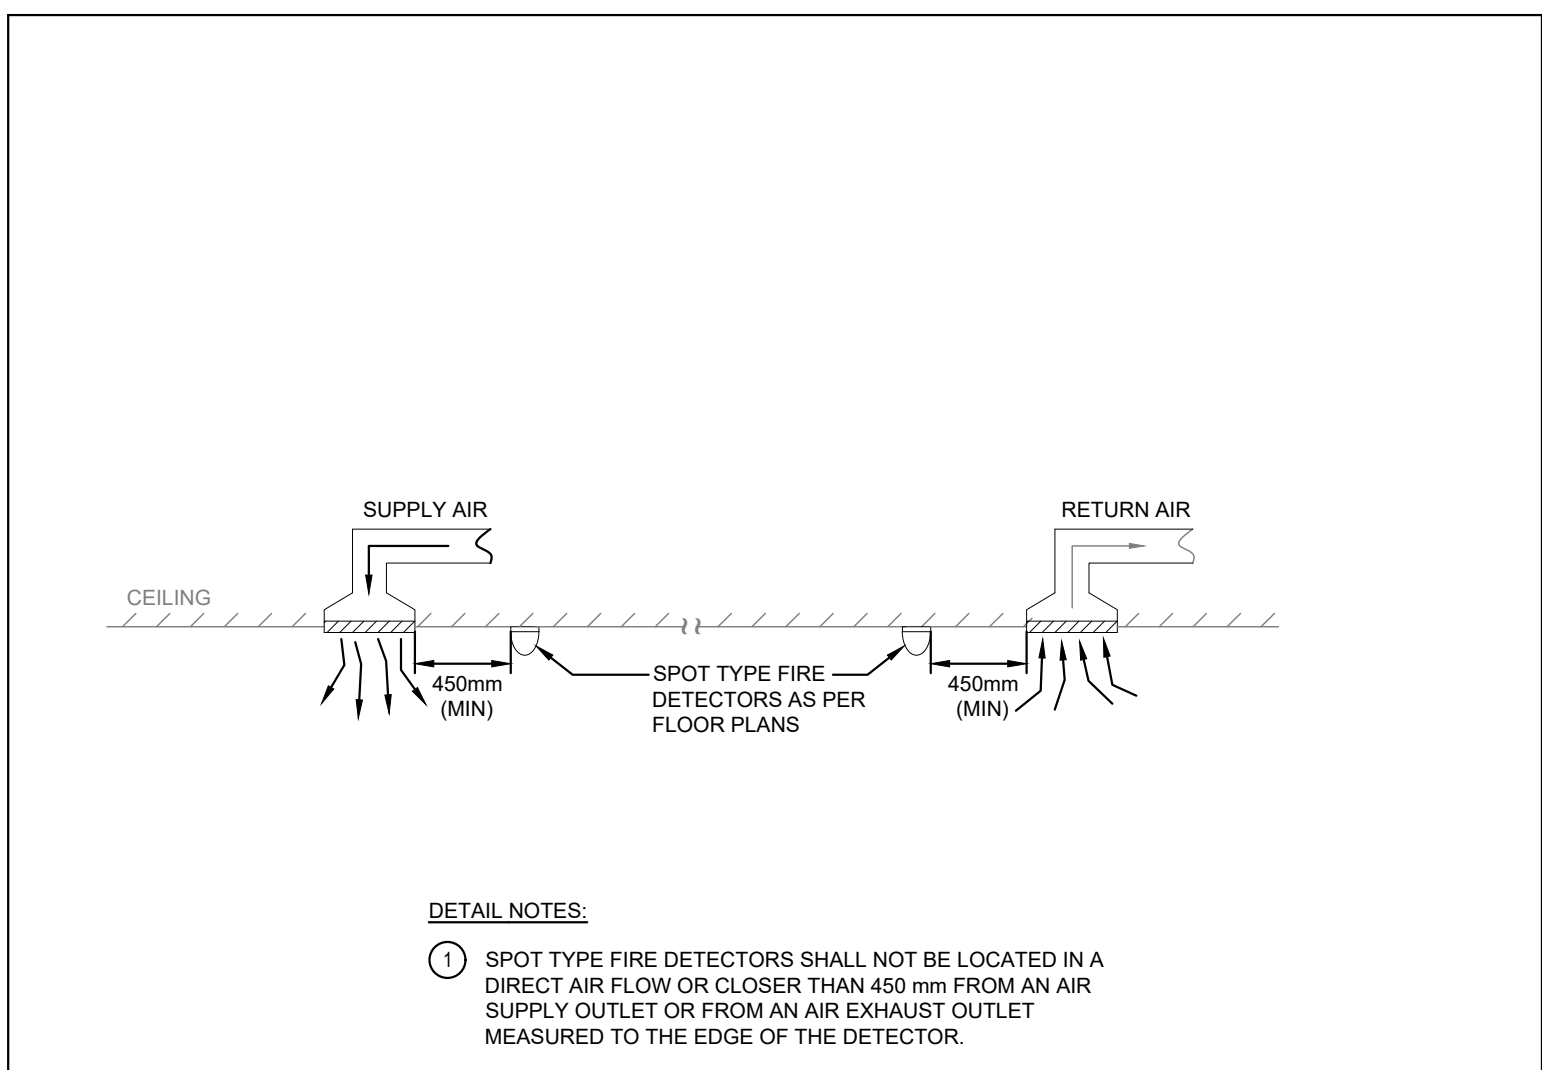 SUPPLY AIR
RETURN AIR
CEILING
450mm
(MIN)
SPOT TYPE FIRE
DETECTORS AS PER
FLOOR PLANS
450mm
(MIN)
DETAIL NOTES:
1 SPOT TYPE FIRE DETECTORS SHALL NOT BE LOCATED IN A
DIRECT AIR FLOW OR CLOSER THAN 450 mm FROM AN AIR
SUPPLY OUTLET OR FROM AN AIR EXHAUST OUTLET
MEASURED TO THE EDGE OF THE DETECTOR.